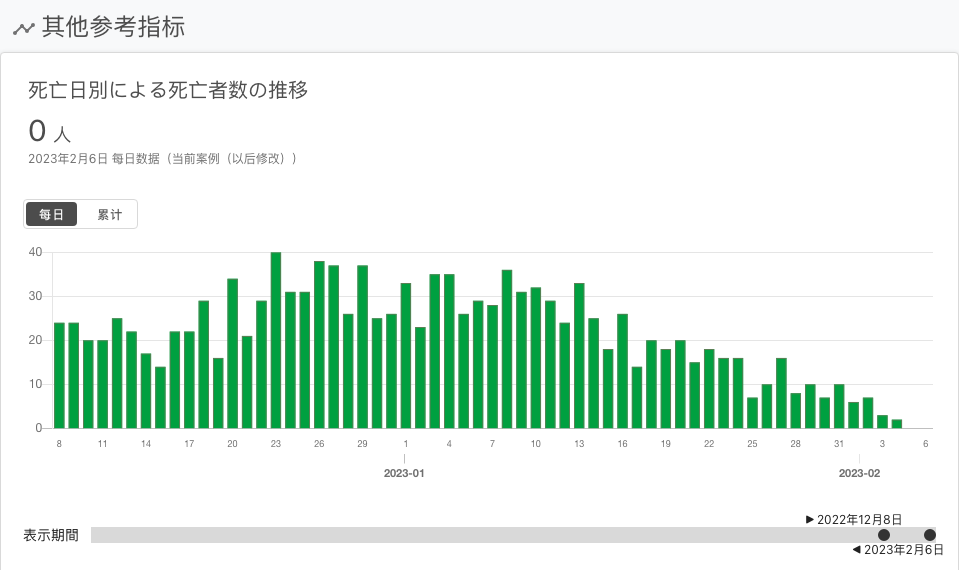 其他参考指标
死亡日別による死亡者数の推移
0 人
2023年2月6日 每日数据（当前案例（以后修改））
每日 累计
40
30
20
10
0
8 11 14 17 20 23 26 29 1 4 7 10 13 16 19 22 25 28 31 3 6
2023-01 2023-02
▶ 2022年12月8日
表示期間
◀ 2023年2月6日